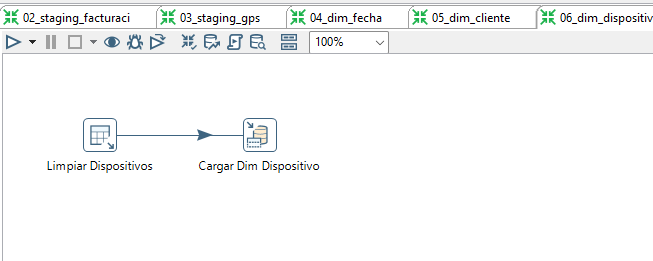 02_staging_facturaci
03_staging_gps
04_dim_fecha
05_dim_cliente
06_dim_dispositiv
100%
Limpiar Dispositivos
Cargar Dim Dispositivo